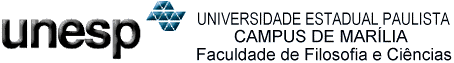 unesp
UNIVERSIDADE ESTADUAL PAULISTA
CAMPUS DE MARÍLIA
Faculdade de Filosofia e Ciências